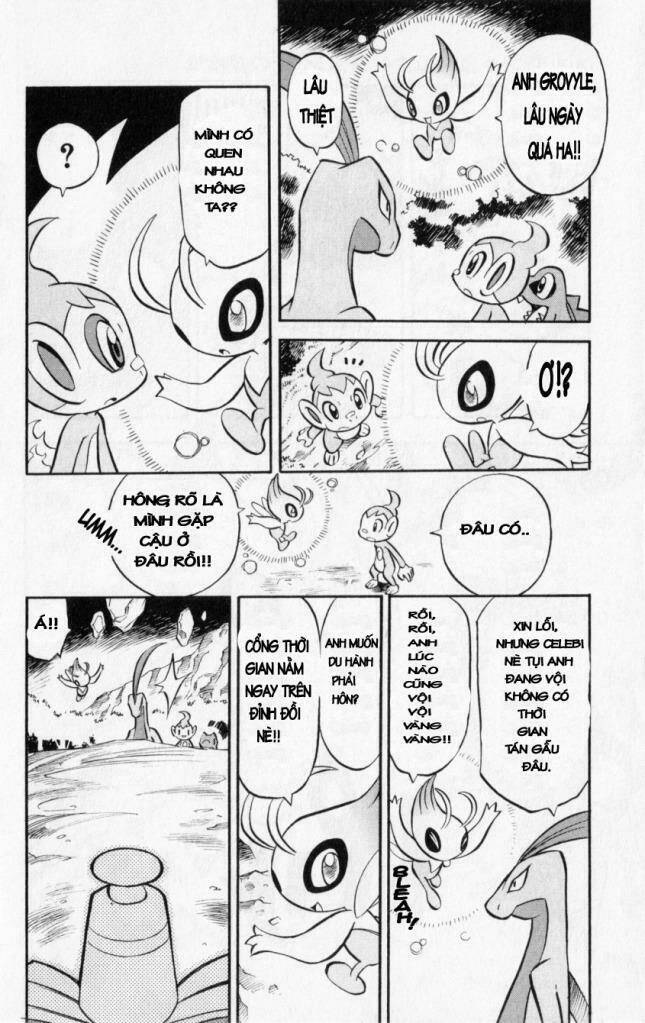 ANH GROVYLE,
LÂU NGÀY
QUÁ HA!!
LÂU
THIỆT
MÌNH CÓ
QUEN
NHAU
KHÔNG
TA??
?
Ơ!?
ĐÂU CÓ..
HÔNG, RÕ LÀ
MÌNH GẶP
CẬU Ở
ĐÂU RỒI!!
UMM...
XIN LỖI,
NHƯNG CELEBI
NÈ TỤI ANH
ĐANG VỘI
KHÔNG CÓ
THỜI
GIAN
TÁN GẪU
ĐÂU.
RỒI,
RỒI,
ANH
LÚC
NÀO
CŨNG
VỘI
VỘI
VÀNG
VÀNG!!
BLEAH!
ANH MUỐN
DU HÀNH
PHẢI
HÔN?
CỔNG THỜI
GIAN NẰM
NGAY TRÊN
ĐỈNH ĐỒI
NÈ!!
Á!!